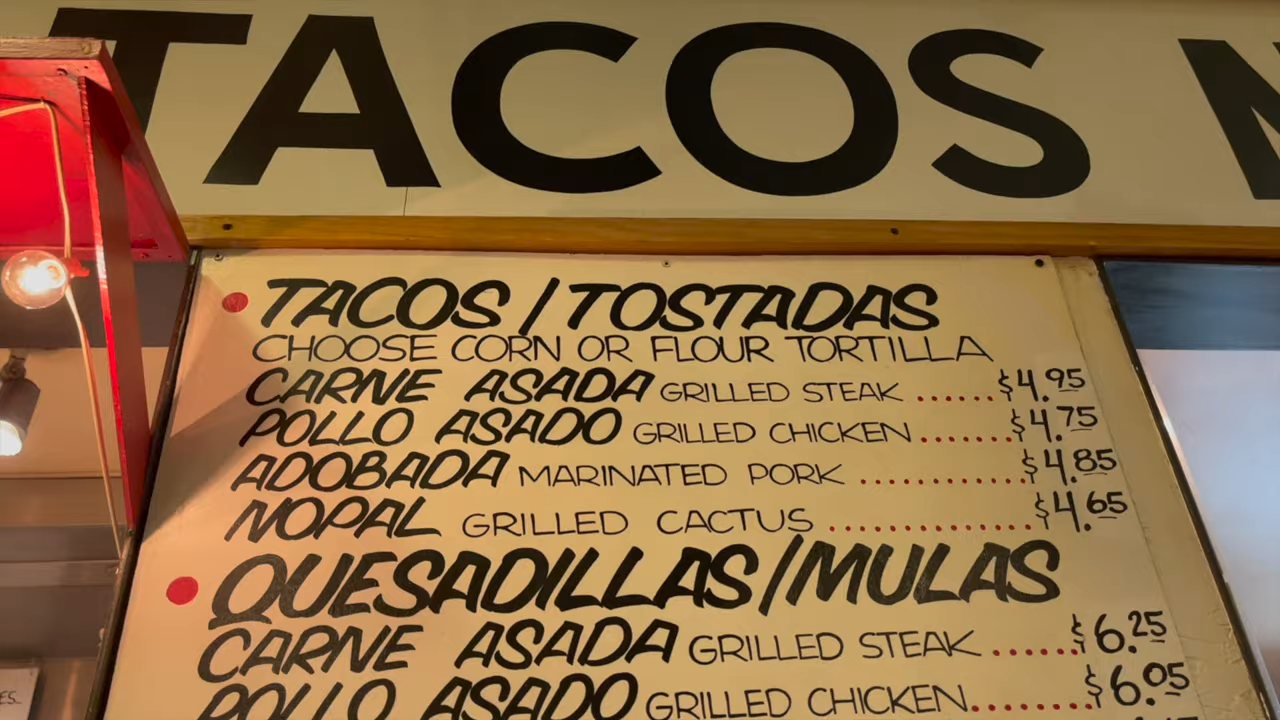 TACOS
TACOS / TOSTADAS
CHOOSE CORN OR FLOUR TORTILLA
CARNE ASADA GRILLED STEAK ...... $4.95
POLLO ASADO GRILLED CHICKEN ....... $4.75
ADOBADA MARINATED PORK ............. $4.85
NOPAL GRILLED CACTUS ................ $4.65
QUESADILLAS/MULAS
CARNE ASADA GRILLED STEAK ...... $6.25
POLLO ASADO GRILLED CHICKEN......... $6.05